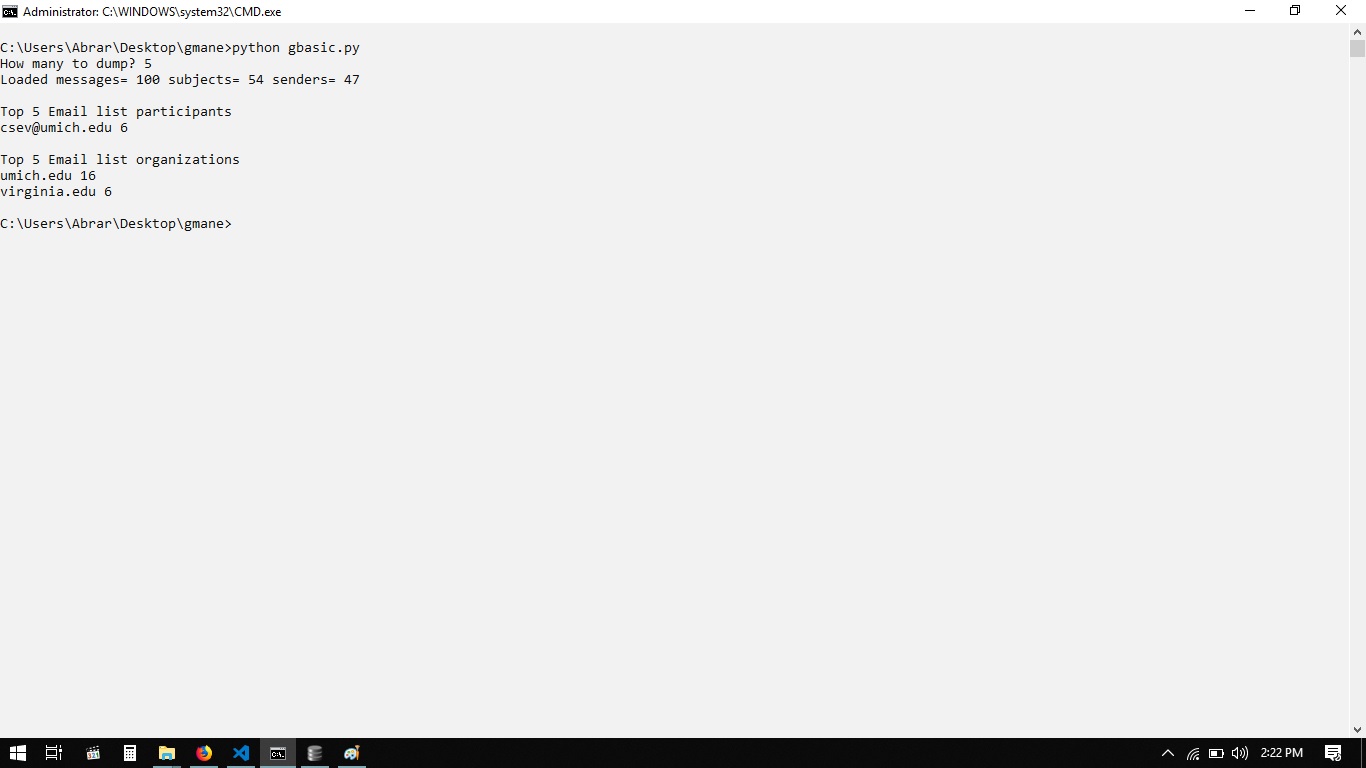 Administrator: C:\WINDOWS\system32\CMD.exe
C:\Users\Abrar\Desktop\gmane>python gbasic.py
How many to dump? 5
Loaded messages= 100 subjects= 54 senders= 47
Top 5 Email list participants
csev@umich.edu 6
Top 5 Email list organizations
umich.edu 16
virginia.edu 6
C:\Users\Abrar\Desktop\gmane>
2:22 PM